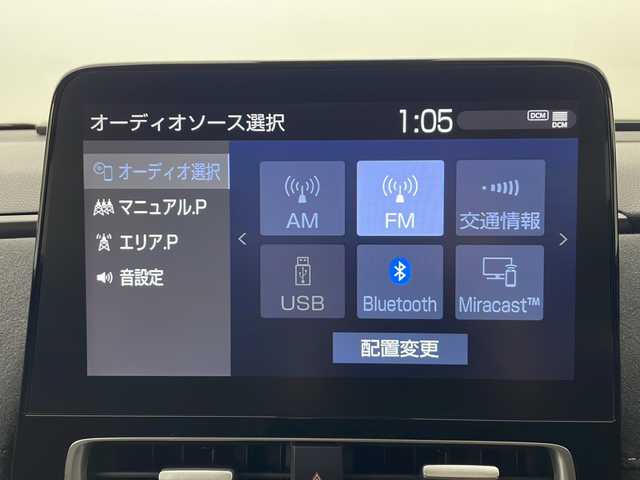 オーディオソース選択 1:05 DCM DCM
オーディオ選択
マニュアル.P
エリア.P
音設定
AM FM 交通情報
USB Bluetooth Miracast™
配置変更